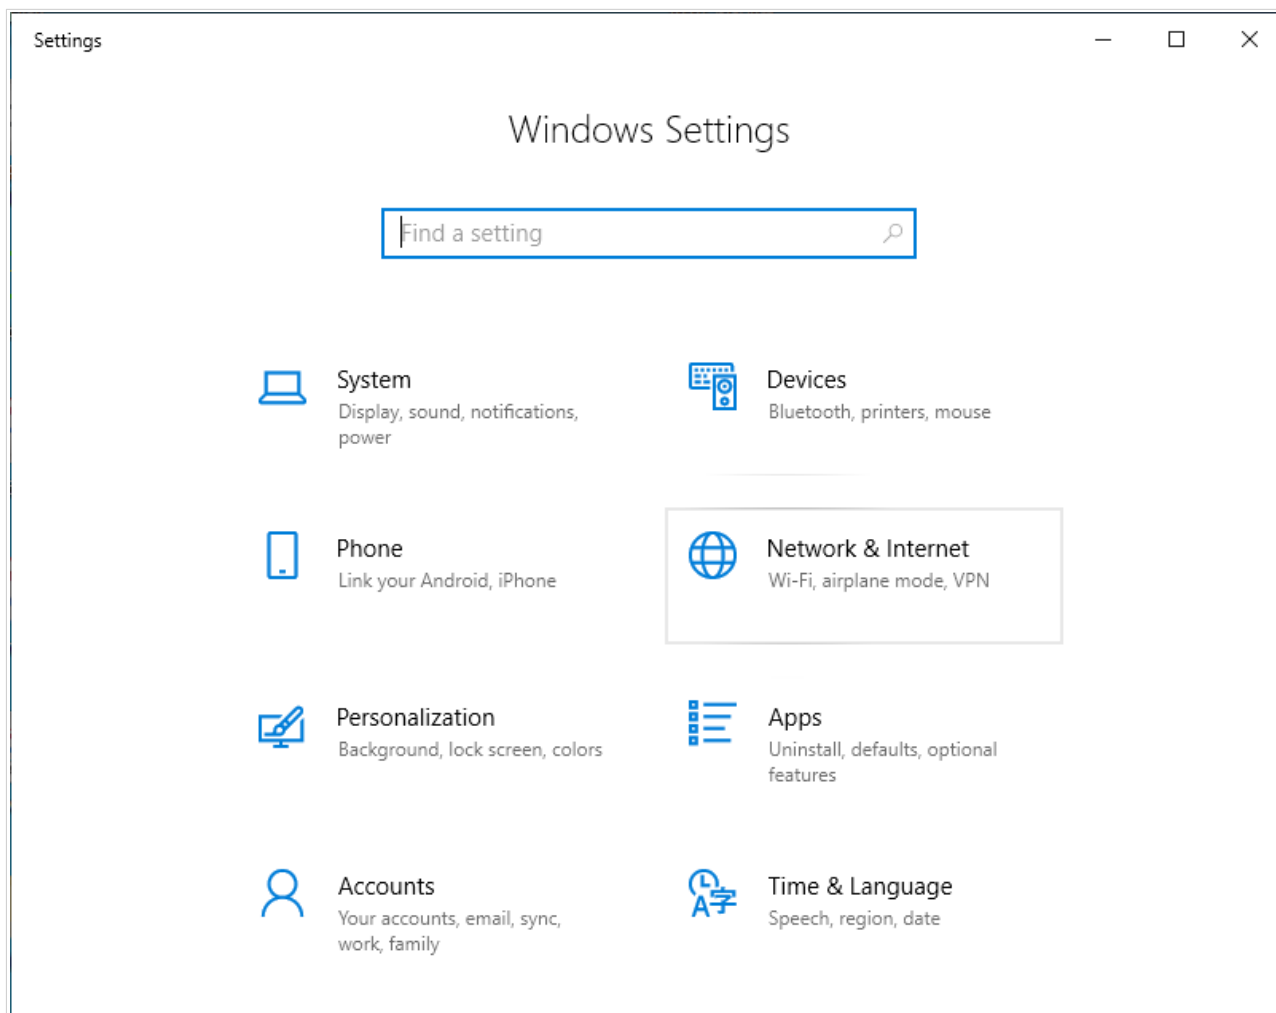 Settings
Windows Settings
Find a setting
System
Display, sound, notifications,
power
Devices
Bluetooth, printers, mouse
Phone
Link your Android, iPhone
Network & Internet
Wi-Fi, airplane mode, VPN
Personalization
Background, lock screen, colors
Apps
Uninstall, defaults, optional
features
Accounts
Your accounts, email, sync,
work, family
Time & Language
Speech, region, date